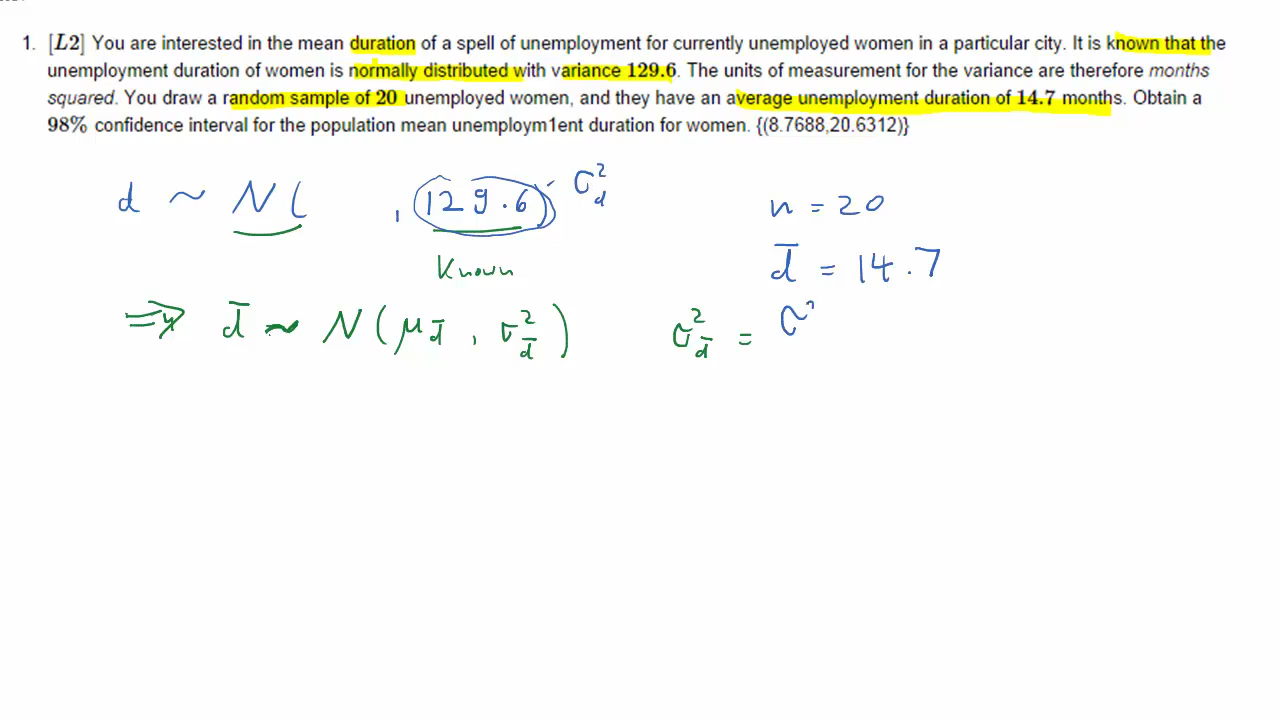 1. [L2] You are interested in the mean duration of a spell of unemployment for currently unemployed women in a particular city. It is known that the
unemployment duration of women is normally distributed with variance 129.6. The units of measurement for the variance are therefore months
squared. You draw a random sample of 20 unemployed women, and they have an average unemployment duration of 14.7 months. Obtain a
98% confidence interval for the population mean unemploym1ent duration for women. {(8.7688,20.6312)}
d ~ N( , 129.6) σ²_d
n = 20
Known
d̄ = 14.7
⇒ d̄ ~ N(μ_d̄, σ²_d̄)
σ²_d̄ = σ²